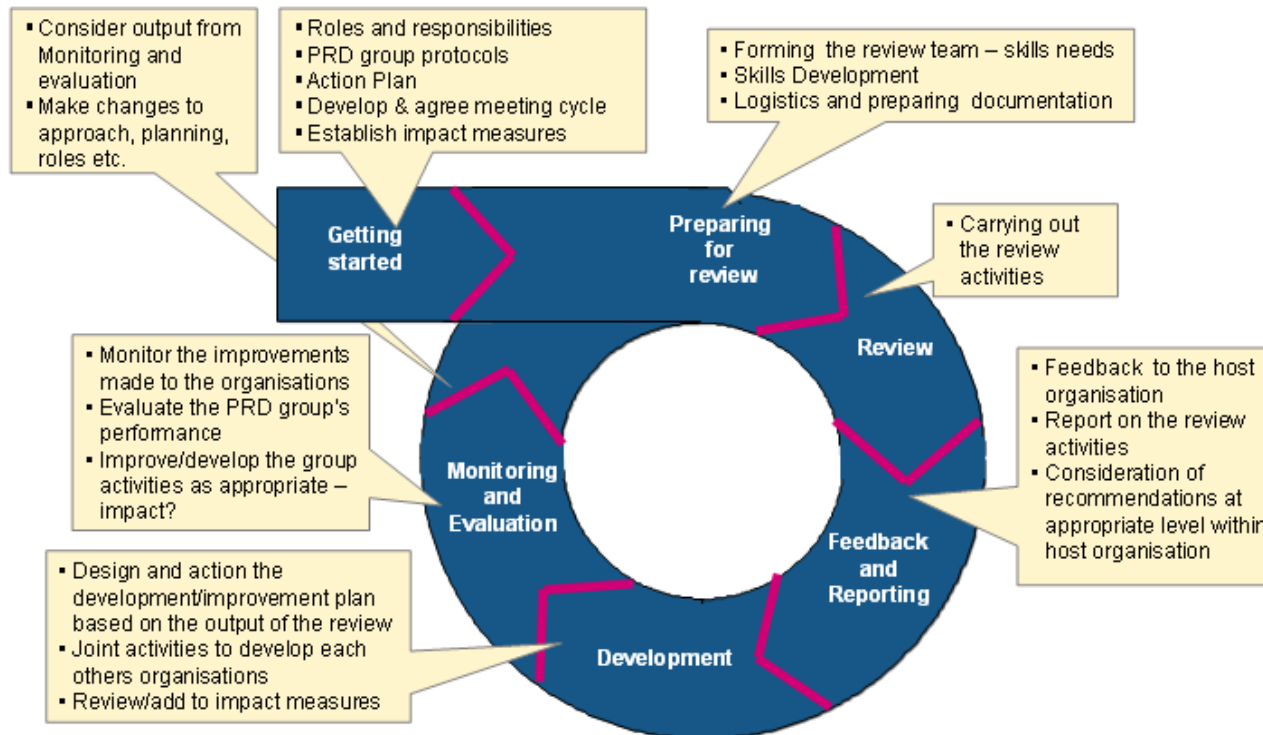 ▪ Consider output from
Monitoring and
evaluation
▪ Make changes to
approach, planning,
roles etc.
▪ Roles and responsibilities
▪ PRD group protocols
▪ Action Plan
▪ Develop & agree meeting cycle
▪ Establish impact measures
▪ Forming the review team – skills needs
▪ Skills Development
▪ Logistics and preparing documentation
Getting
started
Preparing
for
review
▪ Carrying out
the review
activities
Review
▪ Monitor the improvements
made to the organisations
▪ Evaluate the PRD group's
performance
▪ Improve/develop the group
activities as appropriate –
impact?
Monitoring
and
Evaluation
▪ Feedback to the host
organisation
▪ Report on the review
activities
▪ Consideration of
recommendations at
appropriate level within
host organisation
Feedback
and
Reporting
▪ Design and action the
development/improvement plan
based on the output of the review
▪ Joint activities to develop each
others organisations
▪ Review/add to impact measures
Development